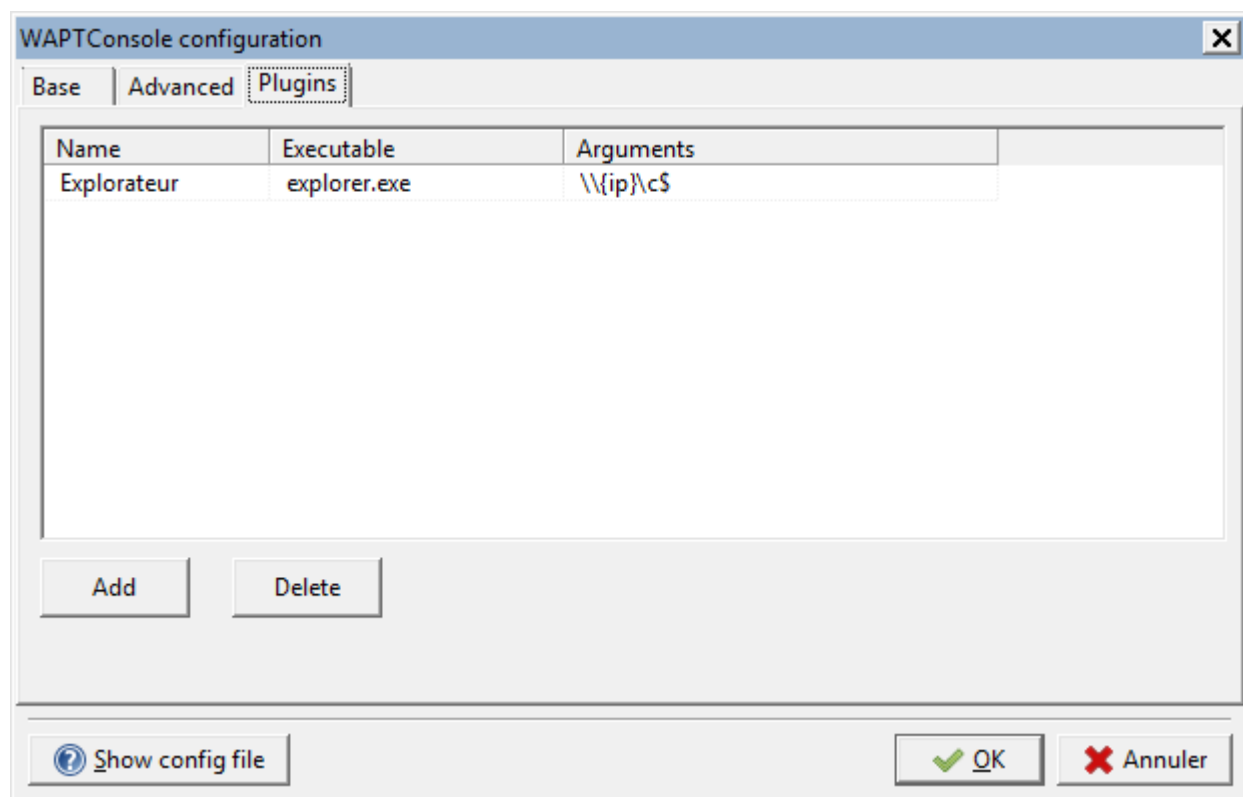 WAPTConsole configuration
Base Advanced Plugins
Name Executable Arguments
Explorateur explorer.exe \\{ip}\c$
Add Delete
Show config file OK Annuler